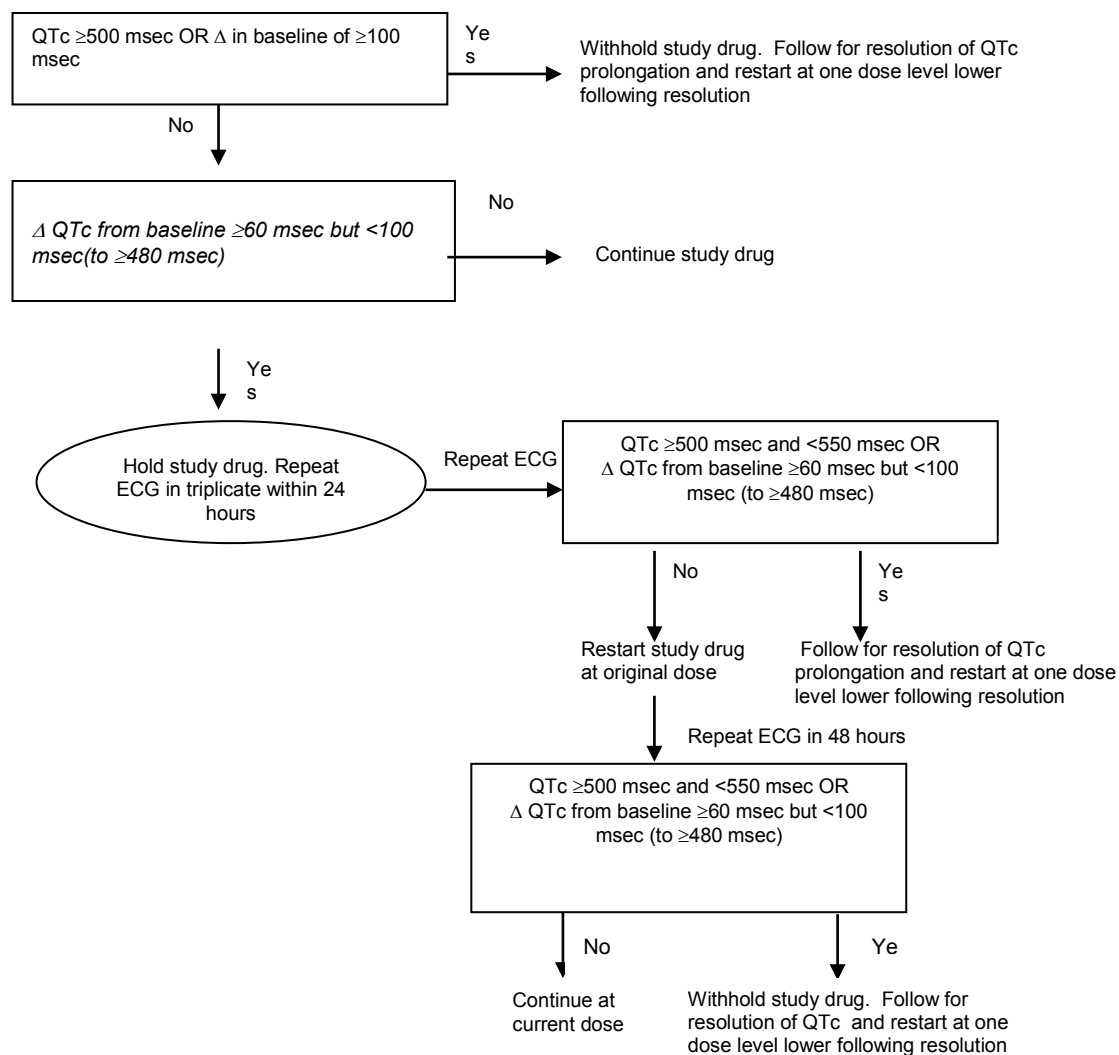 QTc ≥500 msec OR Δ in baseline of ≥100
msec
Ye
s
Withhold study drug.  Follow for resolution of QTc
prolongation and restart at one dose level lower
following resolution
No
Δ QTc from baseline ≥60 msec but <100
msec(to ≥480 msec)
No
Continue study drug
Ye
s
Hold study drug. Repeat
ECG in triplicate within 24
hours
Repeat ECG
QTc ≥500 msec and <550 msec OR
Δ QTc from baseline ≥60 msec but <100
msec (to ≥480 msec)
No
Ye
s
Restart study drug
at original dose
Follow for resolution of QTc
prolongation and restart at one dose
level lower following resolution
Repeat ECG in 48 hours
QTc ≥500 msec and <550 msec OR
Δ QTc from baseline ≥60 msec but <100
msec (to ≥480 msec)
No
Ye
Continue at
current dose
Withhold study drug.  Follow for
resolution of QTc  and restart at one
dose level lower following resolution